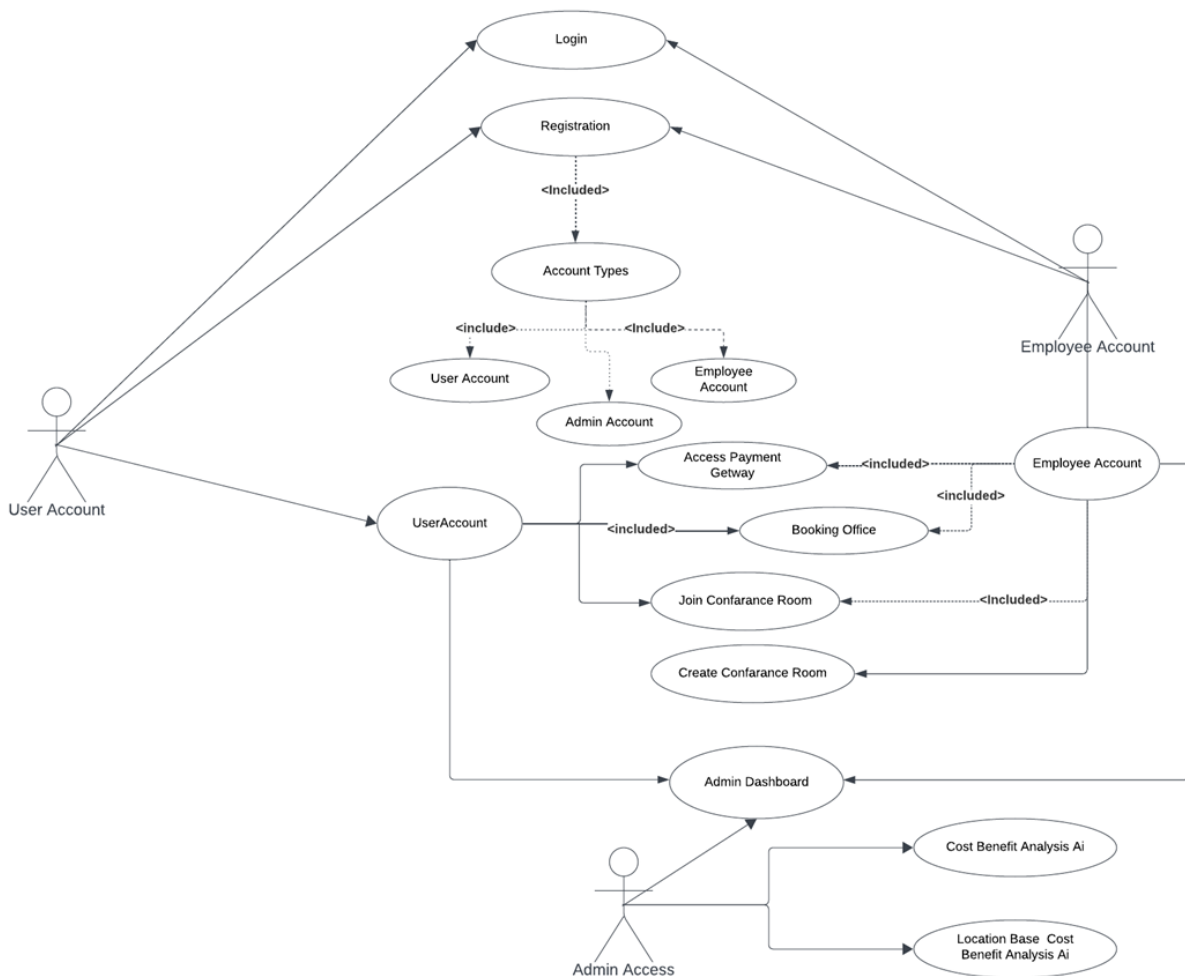 Login
Registration
<Included>
Account Types
<include>
<Include>
User Account
Employee
Account
Admin Account
Employee Account
User Account
Access Payment
Getway
<included>
Employee Account
<included>
UserAccount
<included>
Booking Office
Join Confarance Room
<Included>
Create Confarance Room
Admin Dashboard
Cost Benefit Analysis Ai
Location Base Cost
Benefit Analysis Ai
Admin Access